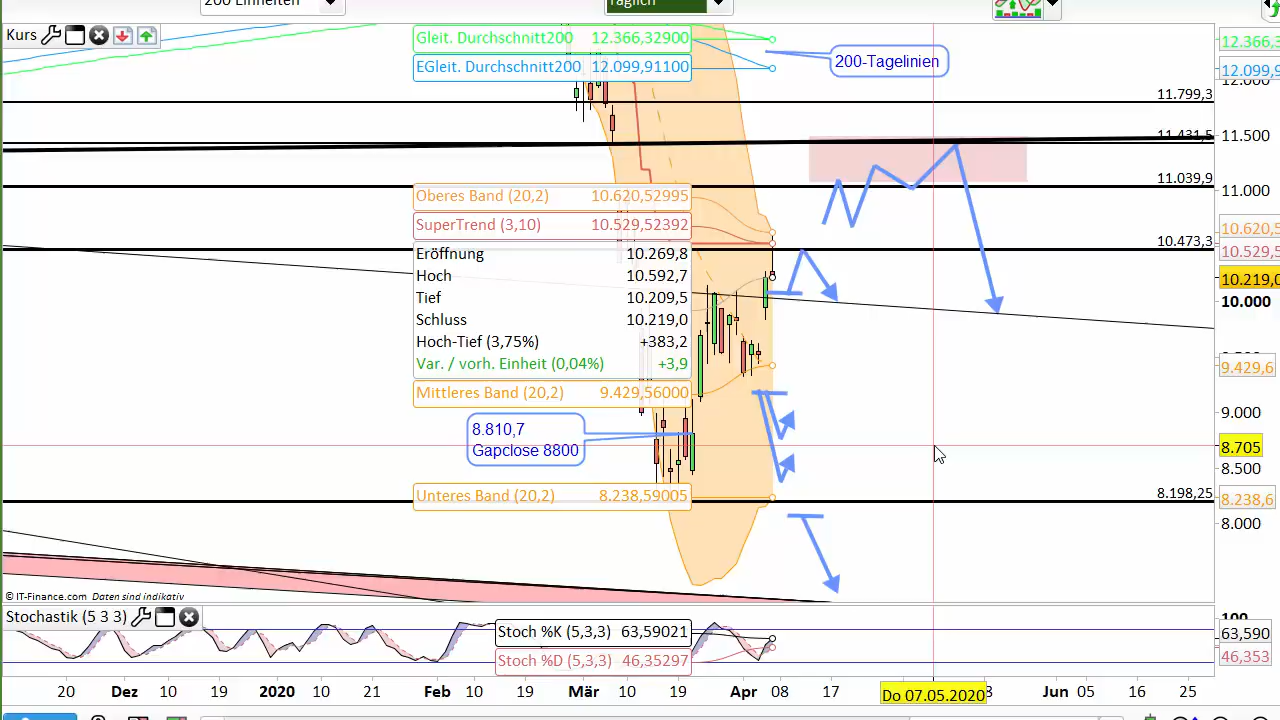 200 Einheiten
Täglich
Kurs
Gleit. Durchschnitt200 12.366,32900
EGleit. Durchschnitt200 12.099,91100
200-Tagelinien
12.366,3
12.099,9
12.000
11.799,3
11.431,5
11.500
11.039,9
11.000
Oberes Band (20,2) 10.620,52995
SuperTrend (3,10) 10.529,52392
10.620,5
10.473,3
10.529,5
Eröffnung 10.269,8
Hoch 10.592,7
Tief 10.209,5
Schluss 10.219,0
Hoch-Tief (3,75%) +383,2
Var. / vorh. Einheit (0,04%) +3,9
10.219,0
10.000
Mittleres Band (20,2) 9.429,56000
9.429,6
9.000
8.810,7
Gapclose 8800
8.705
8.500
Unteres Band (20,2) 8.238,59005
8.198,25
8.238,6
8.000
© IT-Finance.com Daten sind indikativ
Stochastik (5 3 3)
100
Stoch %K (5,3,3) 63,59021
63,590
Stoch %D (5,3,3) 46,35297
46,353
20 Dez 10 19 2020 10 21 Feb 10 19 Mär 10 19 Apr 08 17 Do 07.05.2020 Jun 05 16 25